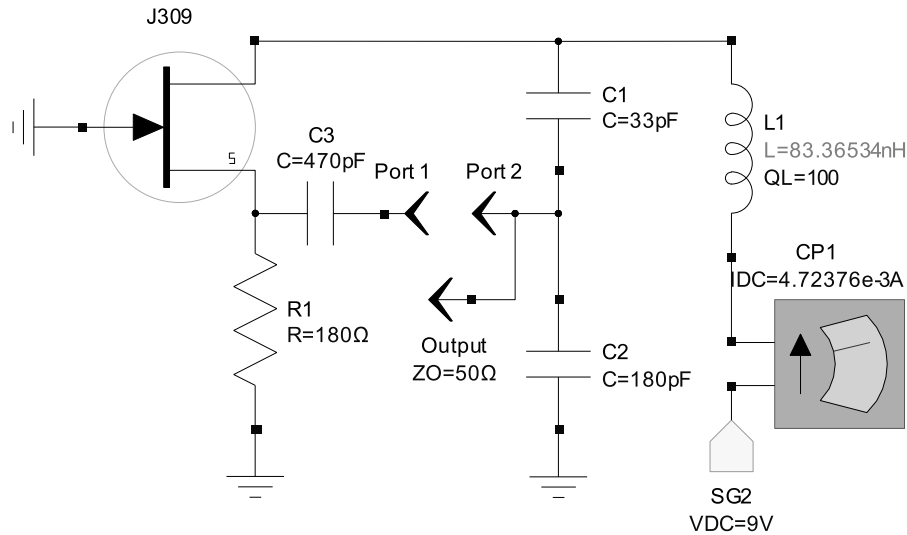 J309
S
C3
C=470pF
Port 1
Port 2
C1
C=33pF
L1
L=83.36534nH
QL=100
CP1
IDC=4.72376e-3A
R1
R=180Ω
Output
ZO=50Ω
C2
C=180pF
SG2
VDC=9V